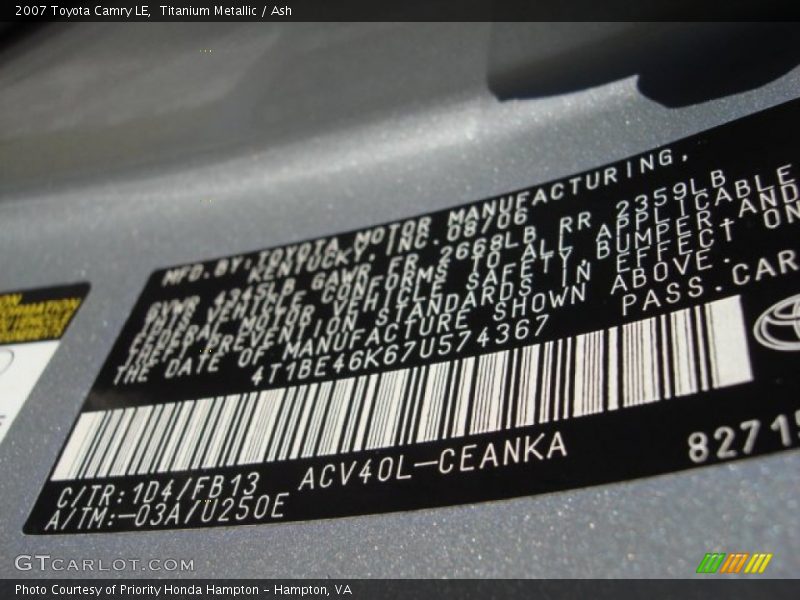 2007 Toyota Camry LE, Titanium Metallic / Ash
MFD.BY:TOYOTA MOTOR MANUFACTURING,
KENTUCKY, INC. 08/06
GVWR 4345LB GAWR FR 2668LB RR 2359LB
THIS VEHICLE CONFORMS TO ALL APPLICABLE
FEDERAL MOTOR VEHICLE SAFETY, BUMPER, AND
THEFT PREVENTION STANDARDS IN EFFECT ON
THE DATE OF MANUFACTURE SHOWN ABOVE.
4T1BE46K67U574367 PASS.CAR
C/TR:1D4/FB13 ACV40L-CEANKA
A/TM:-03A/U250E
82715
GTCARLOT.COM
Photo Courtesy of Priority Honda Hampton – Hampton, VA